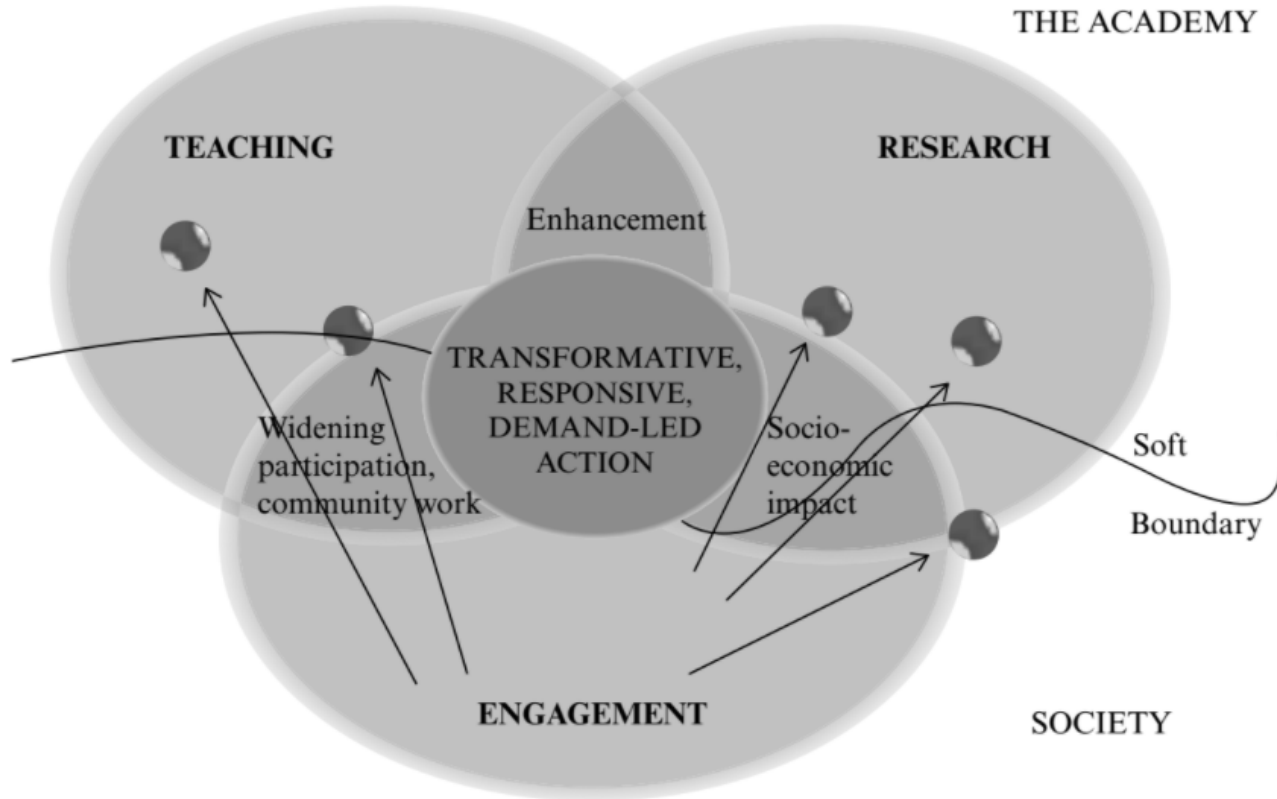 THE ACADEMY
TEACHING
RESEARCH
Enhancement
TRANSFORMATIVE,
RESPONSIVE,
DEMAND-LED
ACTION
Widening
participation,
community work
Socio-
economic
impact
Soft
Boundary
ENGAGEMENT
SOCIETY